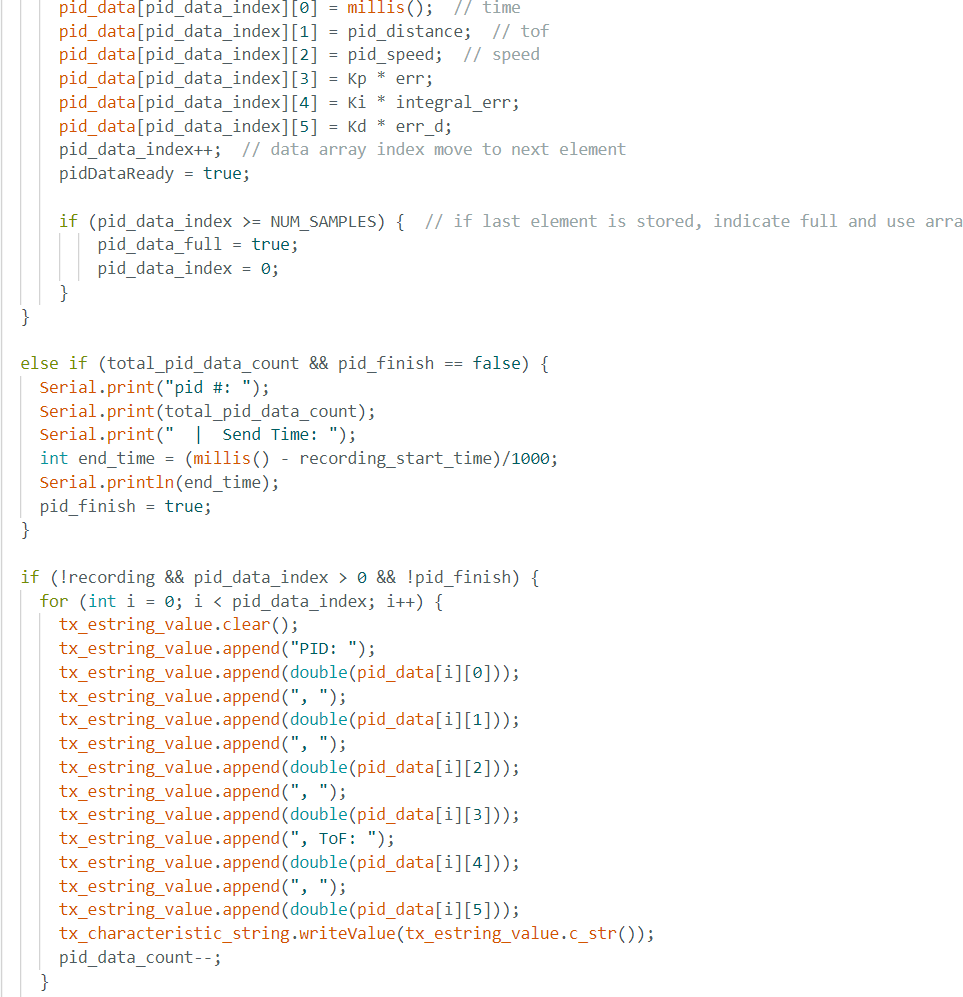 pid_data[pid_data_index][0] = millis();  // time
pid_data[pid_data_index][1] = pid_distance;  // tof
pid_data[pid_data_index][2] = pid_speed;  // speed
pid_data[pid_data_index][3] = Kp * err;
pid_data[pid_data_index][4] = Ki * integral_err;
pid_data[pid_data_index][5] = Kd * err_d;
pid_data_index++;  // data array index move to next element
pidDataReady = true;
if (pid_data_index >= NUM_SAMPLES) {  // if last element is stored, indicate full and use arra
pid_data_full = true;
pid_data_index = 0;
}
}
else if (total_pid_data_count && pid_finish == false) {
Serial.print("pid #: ");
Serial.print(total_pid_data_count);
Serial.print("  |  Send Time: ");
int end_time = (millis() - recording_start_time)/1000;
Serial.println(end_time);
pid_finish = true;
}
if (!recording && pid_data_index > 0 && !pid_finish) {
for (int i = 0; i < pid_data_index; i++) {
tx_estring_value.clear();
tx_estring_value.append("PID: ");
tx_estring_value.append(double(pid_data[i][0]));
tx_estring_value.append(", ");
tx_estring_value.append(double(pid_data[i][1]));
tx_estring_value.append(", ");
tx_estring_value.append(double(pid_data[i][2]));
tx_estring_value.append(", ");
tx_estring_value.append(double(pid_data[i][3]));
tx_estring_value.append(", ToF: ");
tx_estring_value.append(double(pid_data[i][4]));
tx_estring_value.append(", ");
tx_estring_value.append(double(pid_data[i][5]));
tx_characteristic_string.writeValue(tx_estring_value.c_str());
pid_data_count--;
}